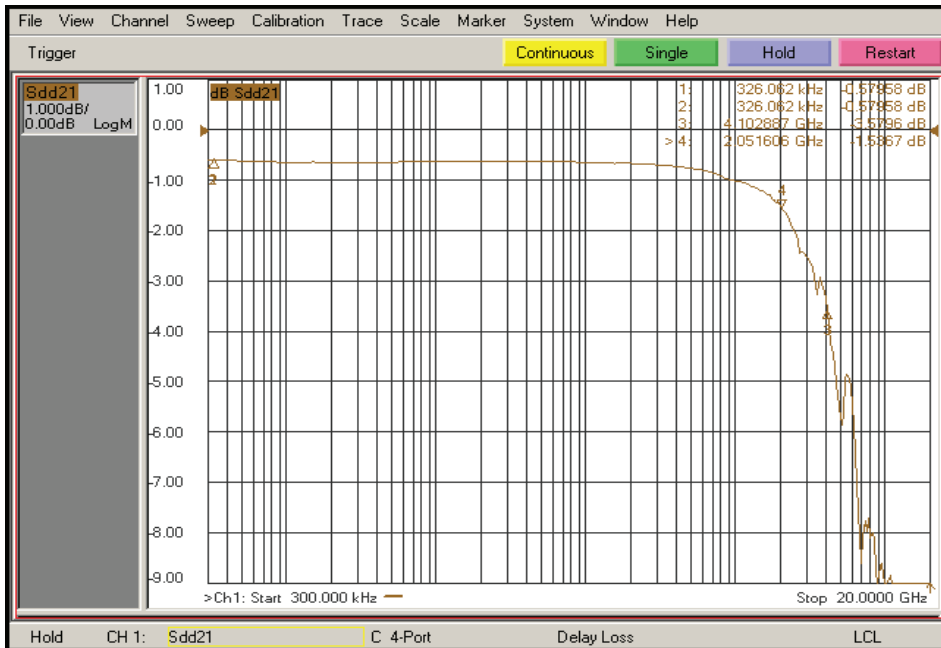 File View Channel Sweep Calibration Trace Scale Marker System Window Help
Trigger
Continuous Single Hold Restart
Sdd21
1.000dB/
0.00dB LogM
dB Sdd21
1: 326.062 kHz -0.57958 dB
2: 326.062 kHz -0.57958 dB
3: 4.102887 GHz -3.5796 dB
> 4: 2.051606 GHz -1.5367 dB
1.00
0.00
-1.00
-2.00
-3.00
-4.00
-5.00
-6.00
-7.00
-8.00
-9.00
2
4
3
>Ch1: Start 300.000 kHz
Stop 20.0000 GHz
Hold CH 1: Sdd21 C 4-Port Delay Loss LCL